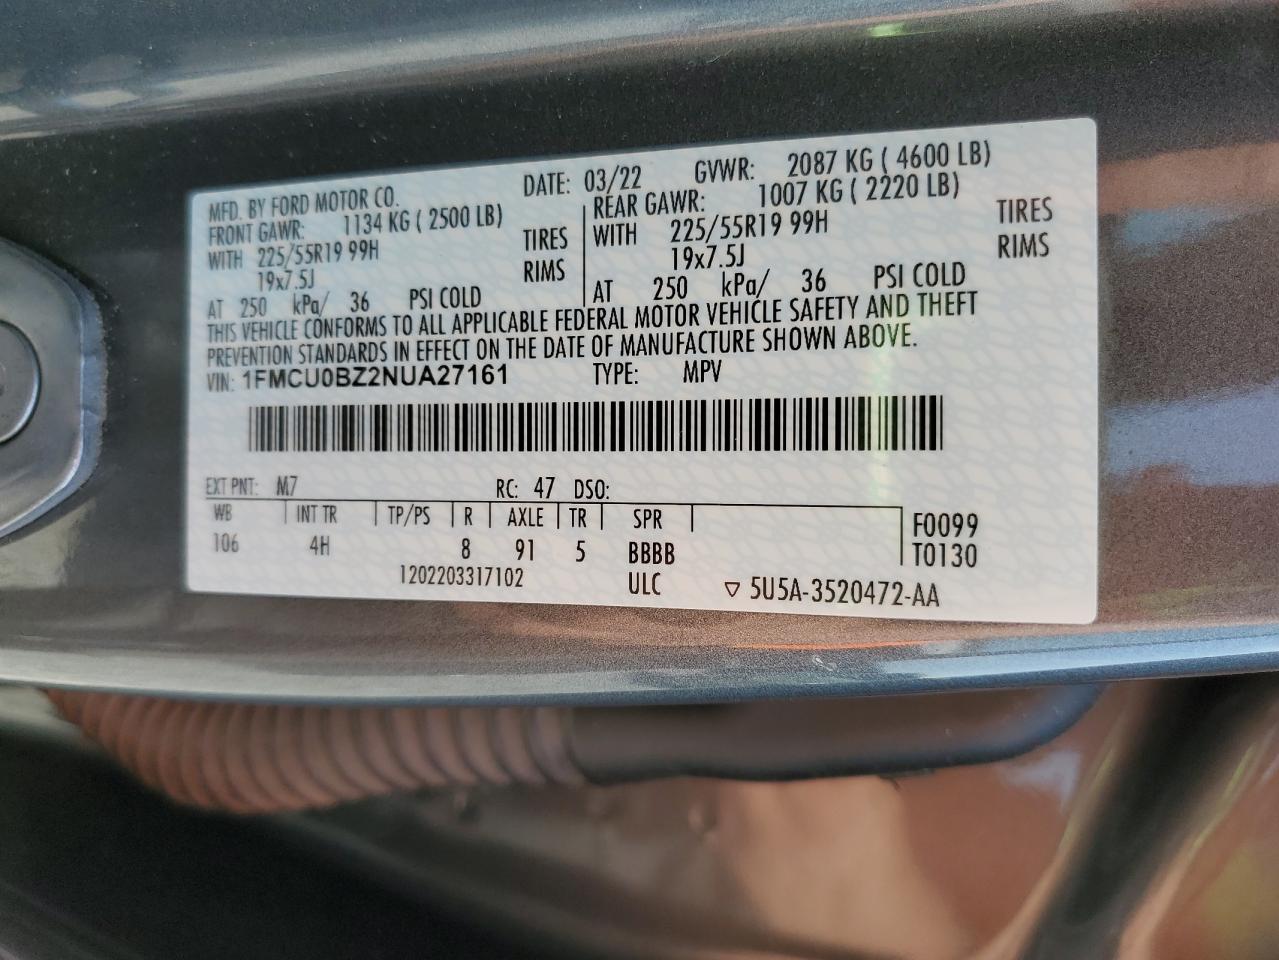 MFD. BY FORD MOTOR CO. DATE: 03/22 GVWR: 2087 KG ( 4600 LB)
FRONT GAWR: 1134 KG ( 2500 LB) REAR GAWR: 1007 KG ( 2220 LB)
WITH 225/55R19 99H TIRES WITH 225/55R19 99H TIRES
19x7.5J RIMS 19x7.5J RIMS
AT 250 kPa/ 36 PSI COLD AT 250 kPa/ 36 PSI COLD
THIS VEHICLE CONFORMS TO ALL APPLICABLE FEDERAL MOTOR VEHICLE SAFETY AND THEFT
PREVENTION STANDARDS IN EFFECT ON THE DATE OF MANUFACTURE SHOWN ABOVE.
VIN: 1FMCU0BZ2NUA27161 TYPE: MPV
EXT PNT: M7 RC: 47 DSO:
WB INT TR TP/PS R AXLE TR SPR F0099
106 4H 8 91 5 BBBB T0130
1202203317102 ULC ▽ 5U5A-3520472-AA